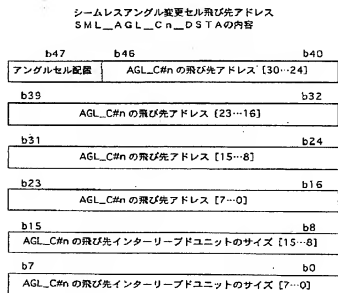 シームレスアングル変更セル飛び先アドレス
SML__AGL__Cn__DSTAの内容
b47 b46 b40
アングルセル配置 AGL_C#n の飛び先アドレス [30…24]
b39 b32
AGL_C#n の飛び先アドレス [23…16]
b31 b24
AGL_C#n の飛び先アドレス [15…8]
b23 b16
AGL_C#n の飛び先アドレス [7…0]
b15 b8
AGL_C#n の飛び先インターリーブドユニットのサイズ [15…8]
b7 b0
AGL_C#n の飛び先インターリーブドユニットのサイズ [7…0]